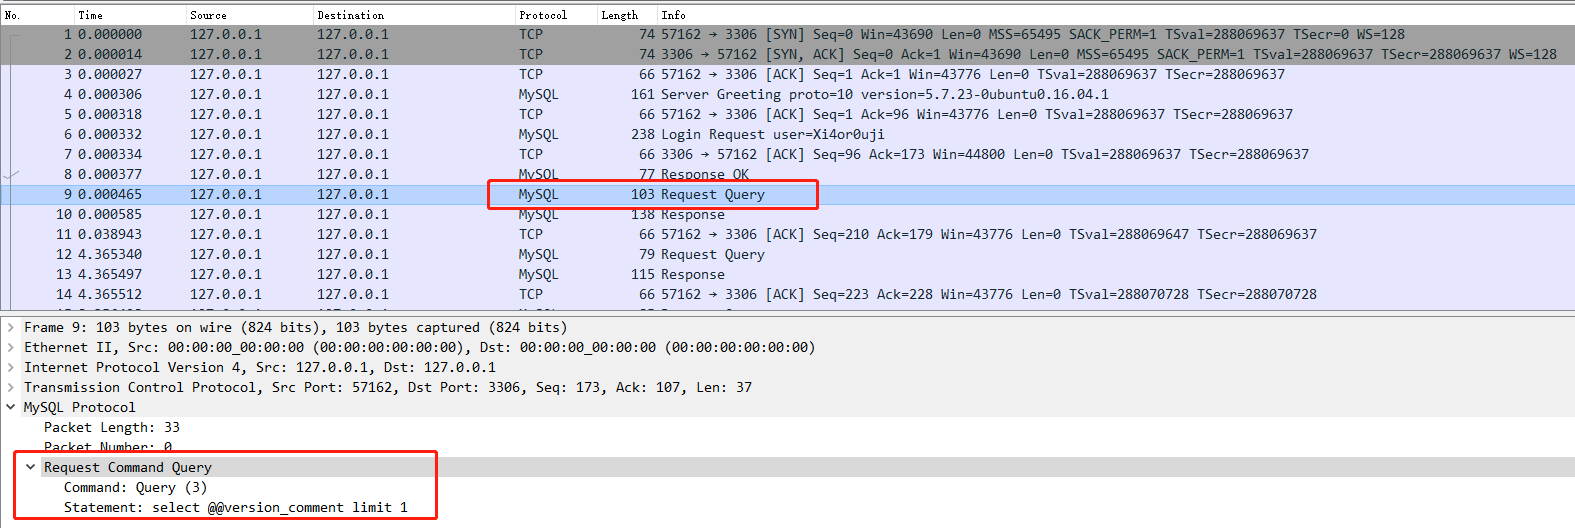 No. Time Source Destination Protocol Length Info
1 0.000000 127.0.0.1 127.0.0.1 TCP 74 57162 → 3306 [SYN] Seq=0 Win=43690 Len=0 MSS=65495 SACK_PERM=1 TSval=288069637 TSecr=0 WS=128
2 0.000014 127.0.0.1 127.0.0.1 TCP 74 3306 → 57162 [SYN, ACK] Seq=0 Ack=1 Win=43690 Len=0 MSS=65495 SACK_PERM=1 TSval=288069637 TSecr=288069637 WS=128
3 0.000027 127.0.0.1 127.0.0.1 TCP 66 57162 → 3306 [ACK] Seq=1 Ack=1 Win=43776 Len=0 TSval=288069637 TSecr=288069637
4 0.000306 127.0.0.1 127.0.0.1 MySQL 161 Server Greeting proto=10 version=5.7.23-0ubuntu0.16.04.1
5 0.000318 127.0.0.1 127.0.0.1 TCP 66 57162 → 3306 [ACK] Seq=1 Ack=96 Win=43776 Len=0 TSval=288069637 TSecr=288069637
6 0.000332 127.0.0.1 127.0.0.1 MySQL 238 Login Request user=Xi4or0uji
7 0.000334 127.0.0.1 127.0.0.1 TCP 66 3306 → 57162 [ACK] Seq=96 Ack=173 Win=44800 Len=0 TSval=288069637 TSecr=288069637
8 0.000377 127.0.0.1 127.0.0.1 MySQL 77 Response OK
9 0.000465 127.0.0.1 127.0.0.1 MySQL 103 Request Query
10 0.000585 127.0.0.1 127.0.0.1 MySQL 138 Response
11 0.038943 127.0.0.1 127.0.0.1 TCP 66 57162 → 3306 [ACK] Seq=210 Ack=179 Win=43776 Len=0 TSval=288069647 TSecr=288069637
12 4.365340 127.0.0.1 127.0.0.1 MySQL 79 Request Query
13 4.365497 127.0.0.1 127.0.0.1 MySQL 115 Response
14 4.365512 127.0.0.1 127.0.0.1 TCP 66 57162 → 3306 [ACK] Seq=223 Ack=228 Win=43776 Len=0 TSval=288070728 TSecr=288070728
Frame 9: 103 bytes on wire (824 bits), 103 bytes captured (824 bits)
Ethernet II, Src: 00:00:00_00:00:00 (00:00:00:00:00:00), Dst: 00:00:00_00:00:00 (00:00:00:00:00:00)
Internet Protocol Version 4, Src: 127.0.0.1, Dst: 127.0.0.1
Transmission Control Protocol, Src Port: 57162, Dst Port: 3306, Seq: 173, Ack: 107, Len: 37
MySQL Protocol
Packet Length: 33
Packet Number: 0
Request Command Query
Command: Query (3)
Statement: select @@version_comment limit 1